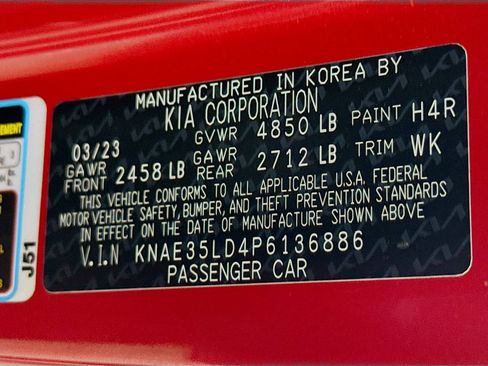 MANUFACTURED IN KOREA BY
KIA CORPORATION
03/23 GVWR 4850 LB PAINT H4R
GAWR FRONT 2458 LB GAWR REAR 2712 LB TRIM WK
THIS VEHICLE CONFORMS TO ALL APPLICABLE U.S.A. FEDERAL
MOTOR VEHICLE SAFETY, BUMPER, AND THEFT PREVENTION STANDARDS
IN EFFECT ON THE DATE OF MANUFACTURE SHOWN ABOVE
V.I.N KNAE35LD4P6136886
PASSENGER CAR
J51